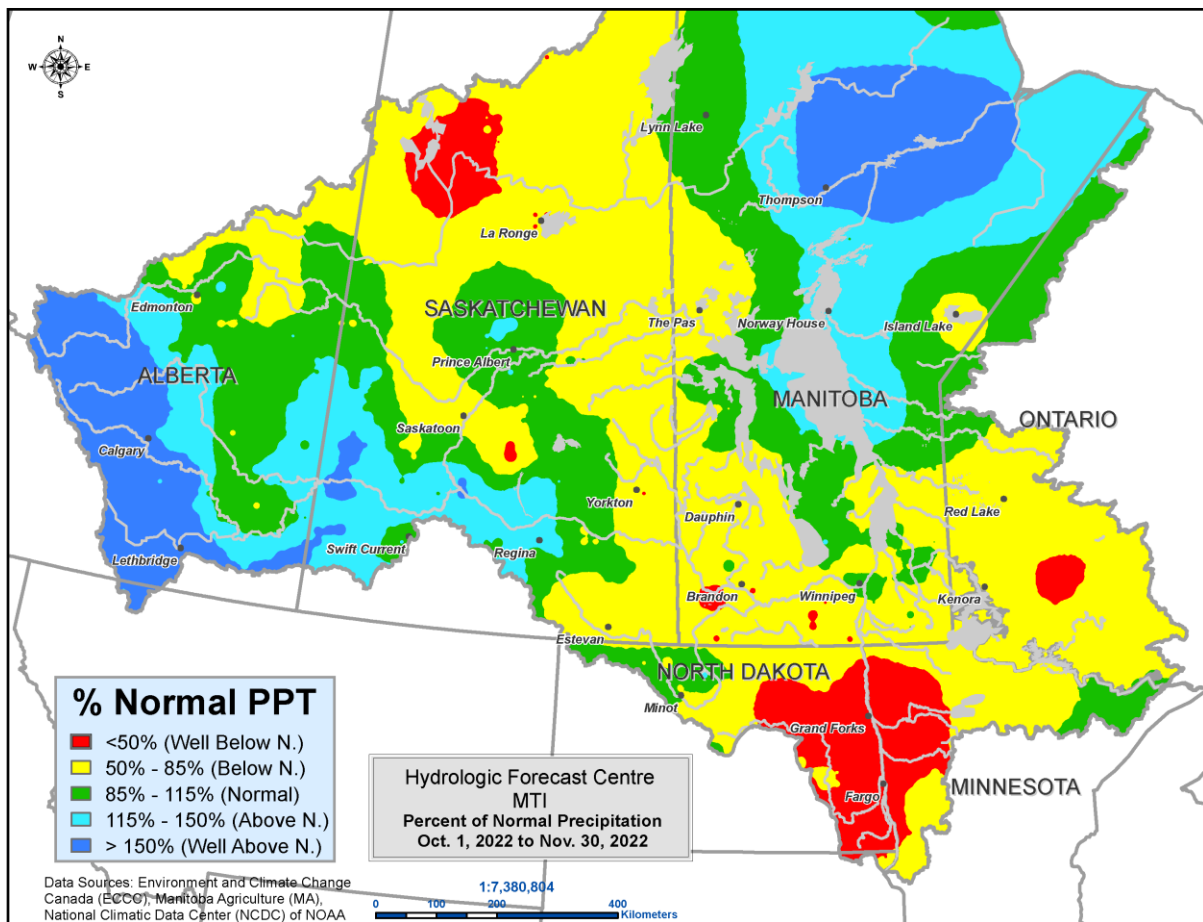 N
W E
S
Lynn Lake
Thompson
La Ronge
Edmonton
SASKATCHEWAN
The Pas
Norway House
Island Lake
Prince Albert
ALBERTA
MANITOBA
ONTARIO
Saskatoon
Calgary
Yorkton
Dauphin
Red Lake
Lethbridge
Swift Current
Regina
Brandon
Winnipeg
Kenora
Estevan
NORTH DAKOTA
Minot
Grand Forks
MINNESOTA
Fargo
% Normal PPT
<50% (Well Below N.)
50% - 85% (Below N.)
85% - 115% (Normal)
115% - 150% (Above N.)
> 150% (Well Above N.)
Hydrologic Forecast Centre
MTI
Percent of Normal Precipitation
Oct. 1, 2022 to Nov. 30, 2022
Data Sources: Environment and Climate Change
Canada (ECCC), Manitoba Agriculture (MA),
National Climatic Data Center (NCDC) of NOAA
1:7,380,804
0 100 200 400
Kilometers